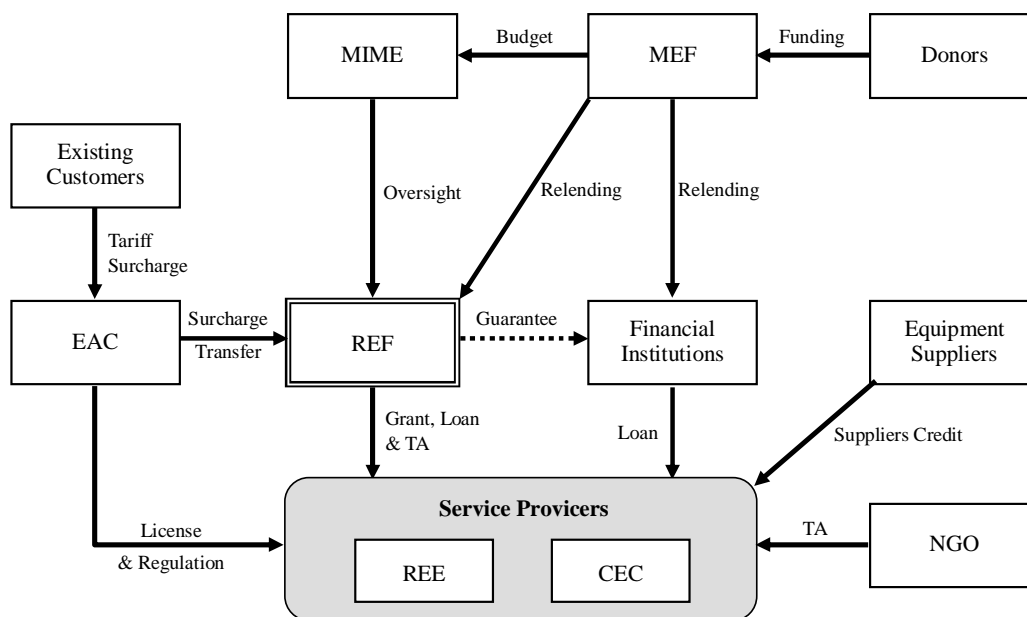 Budget
Funding
MIME
MEF
Donors
Existing
Customers
Oversight
Relending
Relending
Tariff
Surcharge
EAC
Surcharge
Transfer
REF
Guarantee
Financial
Institutions
Equipment
Suppliers
Grant, Loan
& TA
Loan
Suppliers Credit
Service Provicers
License
& Regulation
REE
CEC
TA
NGO